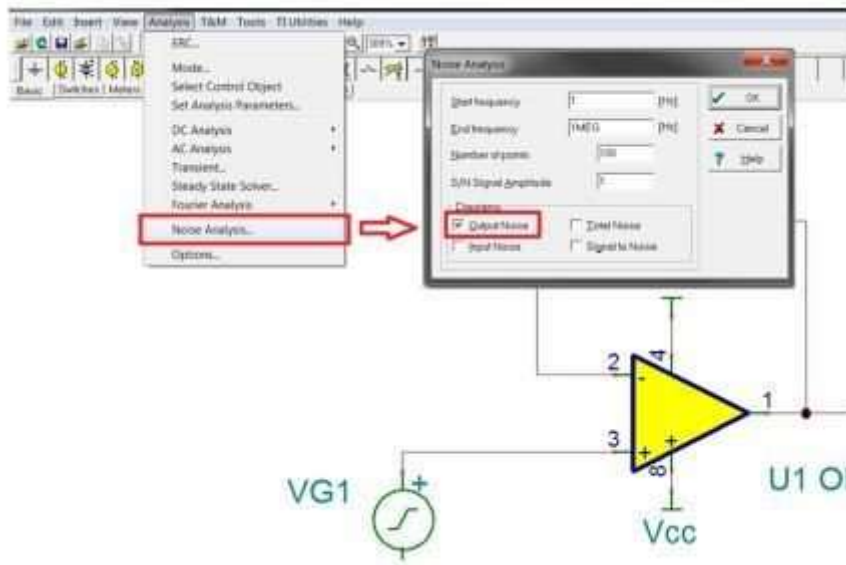 File Edit Insert View Analysis T&M Tools TI Utilities Help
ERC...
Mode...
Select Control Object
Set Analysis Parameters...
DC Analysis
AC Analysis
Transient...
Steady State Solver...
Fourier Analysis
Noise Analysis...
Options...
Basic Switches Meters
Noise Analysis
Start frequency 1 [Hz]
End frequency 1MEG [Hz]
Number of points
S/N Signal Amplitude 1
Diagrams
Output Noise Total Noise
Input Noise Signal to Noise
OK
Cancel
Help
2 4
- 
1
3
+ +
8
VG1 +
U1 O
Vcc